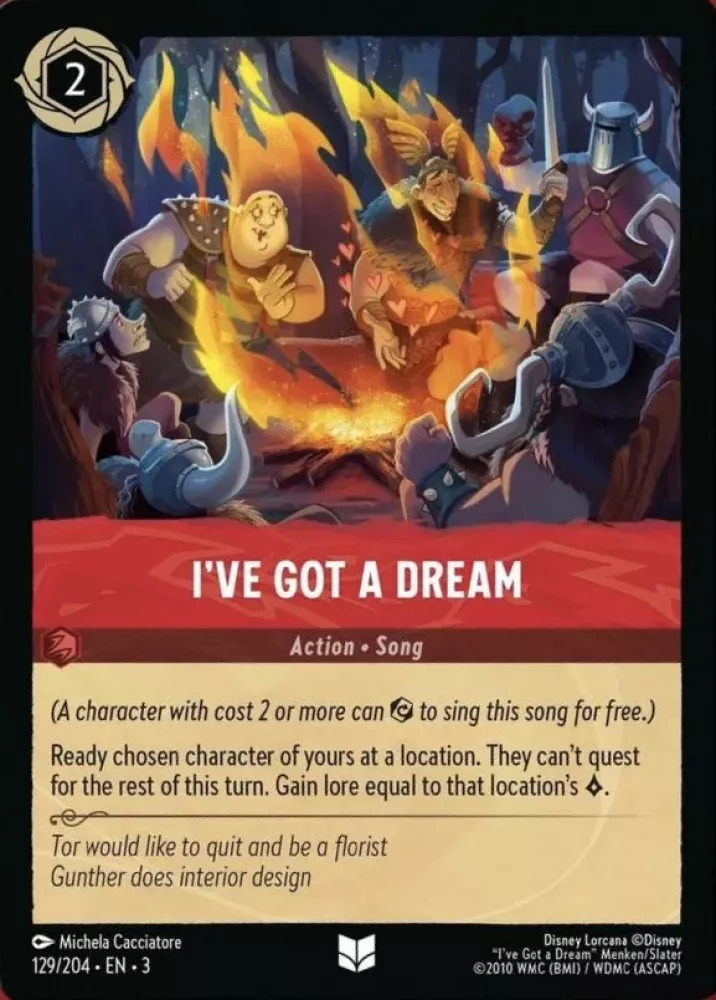 2
I'VE GOT A DREAM
Action • Song
(A character with cost 2 or more can to sing this song for free.)
Ready chosen character of yours at a location. They can't quest
for the rest of this turn. Gain lore equal to that location's .
Tor would like to quit and be a florist
Gunther does interior design
Michela Cacciatore
129/204 • EN • 3
Disney Lorcana ©Disney
"I've Got a Dream" Menken/Slater
©2010 WMC (BMI) / WDMC (ASCAP)